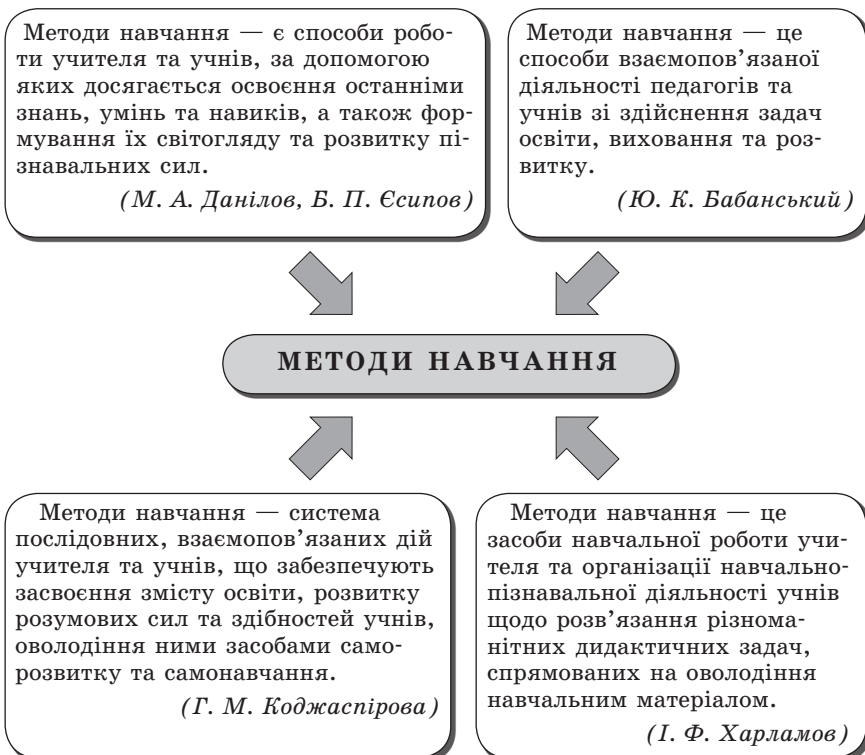 Методи навчання — є способи робо-
ти учителя та учнів, за допомогою
яких досягається освоєння останніми
знань, умінь та навиків, а також фор-
мування їх світогляду та розвитку пі-
знавальних сил.
(М. А. Данілов, Б. П. Єсипов)
Методи навчання — це
способи взаємопов’язаної
діяльності педагогів та
учнів зі здійснення задач
освіти, виховання та роз-
витку.
(Ю. К. Бабанський)
МЕТОДИ НАВЧАННЯ
Методи навчання — система
послідовних, взаємопов’язаних дій
учителя та учнів, що забезпечують
засвоєння змісту освіти, розвитку
розумових сил та здібностей учнів,
оволодіння ними засобами само-
розвитку та самонавчання.
(Г. М. Коджаспірова)
Методи навчання — це
засоби навчальної роботи учи-
теля та організації навчально-
пізнавальної діяльності учнів
щодо розв’язання різнома-
нітних дидактичних задач,
спрямованих на оволодіння
навчальним матеріалом.
(І. Ф. Харламов)